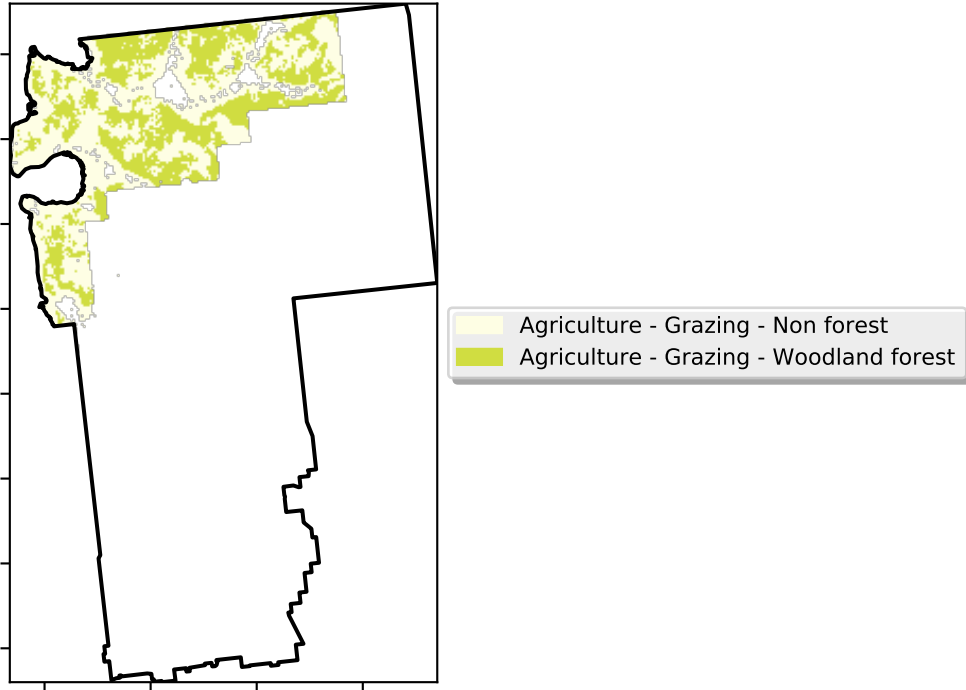 Agriculture - Grazing - Non forest
Agriculture - Grazing - Woodland forest